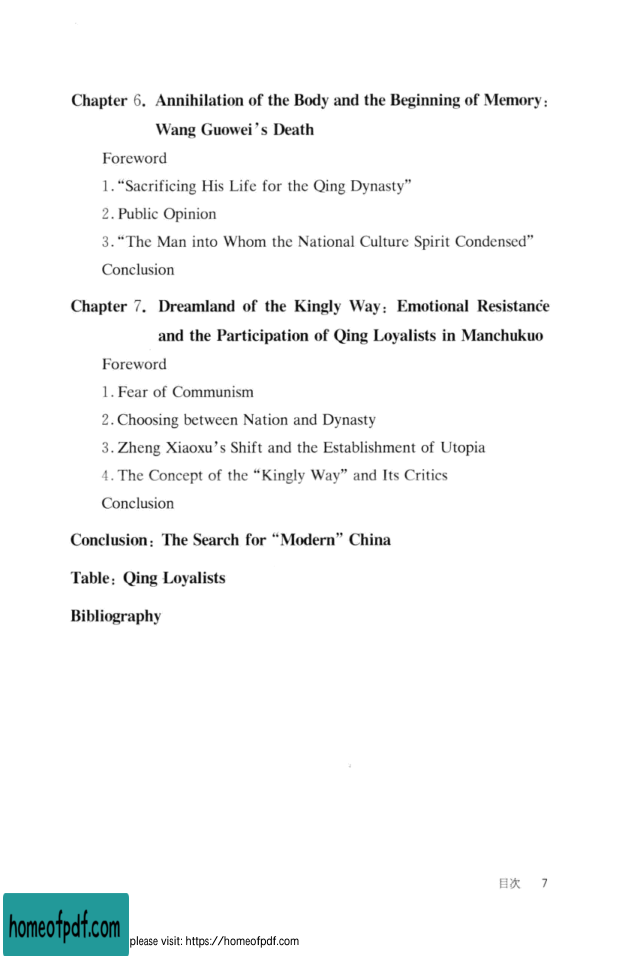 Chapter 6. Annihilation of the Body and the Beginning of Memory:
Wang Guowei's Death
Foreword
1. "Sacrificing His Life for the Qing Dynasty"
2. Public Opinion
3. "The Man into Whom the National Culture Spirit Condensed"
Conclusion
Chapter 7. Dreamland of the Kingly Way: Emotional Resistance
and the Participation of Qing Loyalists in Manchukuo
Foreword
1. Fear of Communism
2. Choosing between Nation and Dynasty
3. Zheng Xiaoxu's Shift and the Establishment of Utopia
4. The Concept of the "Kingly Way" and Its Critics
Conclusion
Conclusion: The Search for "Modern" China
Table: Qing Loyalists
Bibliography
目次 7
homeofpdf.com
please visit: https://homeofpdf.com